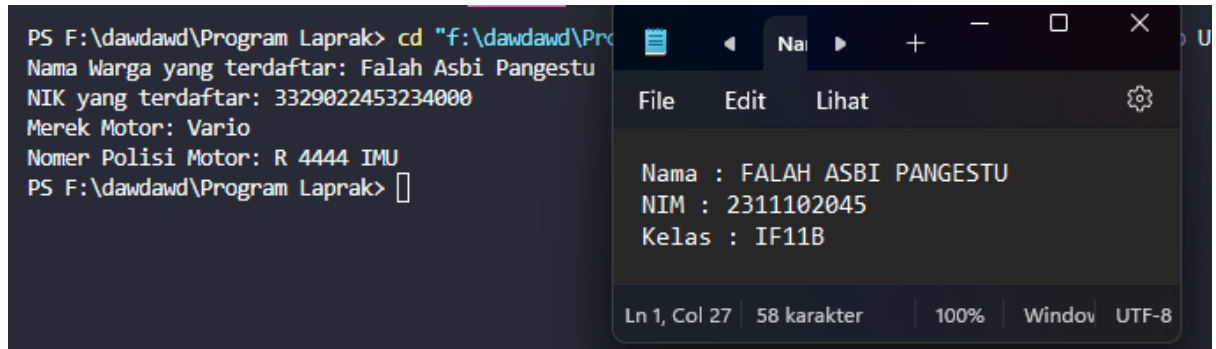 PS F:\dawdawd\Program Laprak> cd "f:\dawdawd\Pro
Nama Warga yang terdaftar: Falah Asbi Pangestu
NIK yang terdaftar: 3329022453234000
Merek Motor: Vario
Nomer Polisi Motor: R 4444 IMU
PS F:\dawdawd\Program Laprak>
Nai
File Edit Lihat
Nama : FALAH ASBI PANGESTU
NIM : 2311102045
Kelas : IF11B
Ln 1, Col 27 58 karakter 100% Window UTF-8